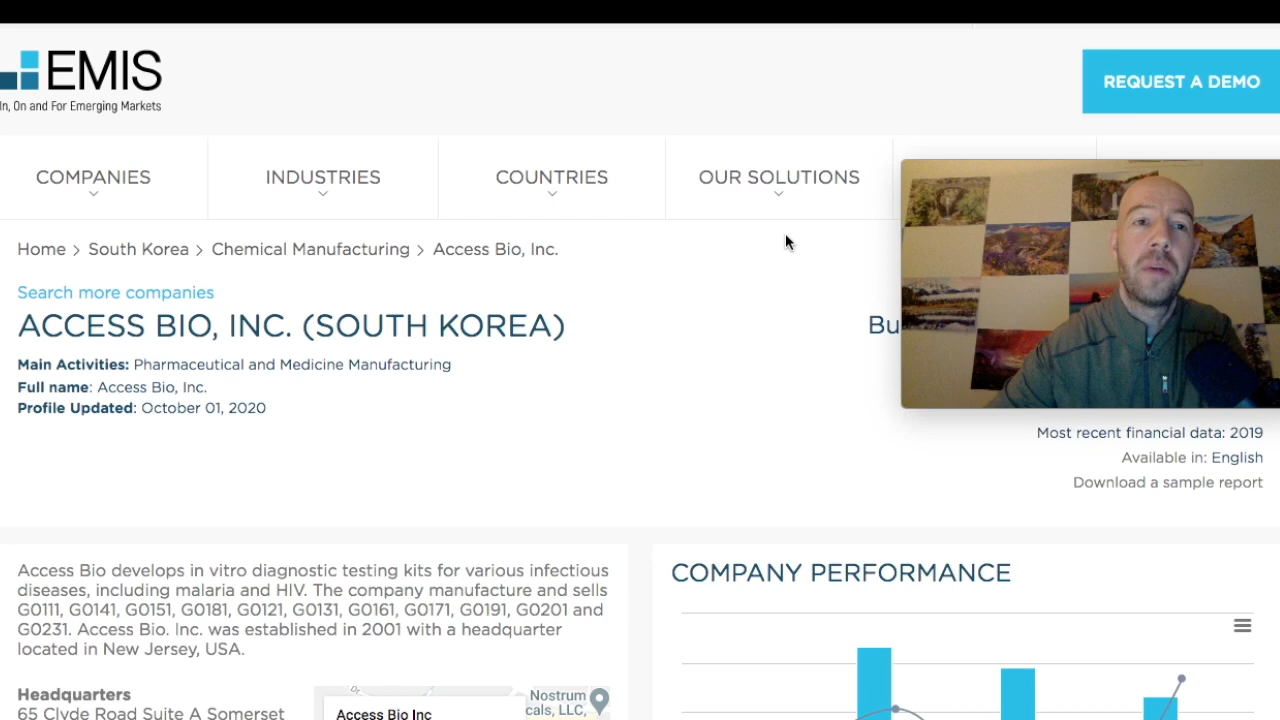 EMIS
In, On and For Emerging Markets
REQUEST A DEMO
COMPANIES
INDUSTRIES
COUNTRIES
OUR SOLUTIONS
Home > South Korea > Chemical Manufacturing > Access Bio, Inc.
Search more companies
ACCESS BIO, INC. (SOUTH KOREA)
Bu
Main Activities: Pharmaceutical and Medicine Manufacturing
Full name: Access Bio, Inc.
Profile Updated: October 01, 2020
Most recent financial data: 2019
Available in: English
Download a sample report
Access Bio develops in vitro diagnostic testing kits for various infectious
diseases, including malaria and HIV. The company manufacture and sells
G0111, G0141, G0151, G0181, G0121, G0131, G0161, G0171, G0191, G0201 and
G0231. Access Bio. Inc. was established in 2001 with a headquarter
located in New Jersey, USA.
Headquarters
65 Clyde Road Suite A Somerset
Nostrum
cals, LLC,
Access Bio Inc
COMPANY PERFORMANCE